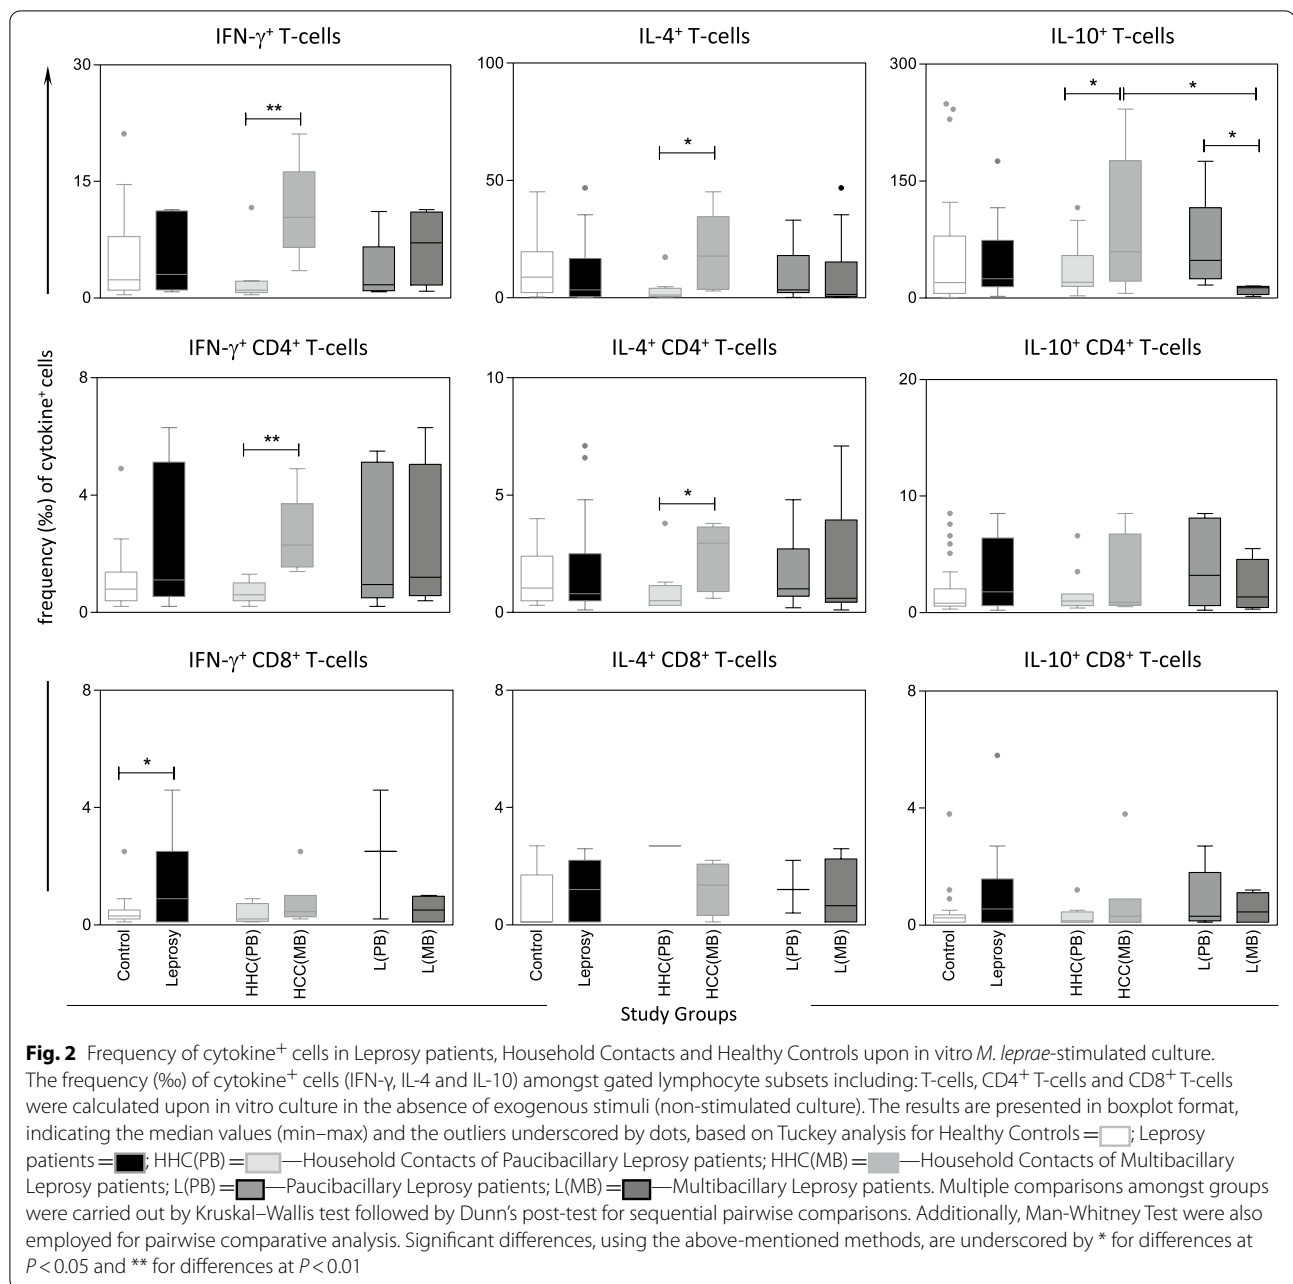 IFN-γ⁺ T-cells
IL-4⁺ T-cells
IL-10⁺ T-cells
30
15
0
**
100
50
0
*
300
150
0
*
*
*
frequency (‰) of cytokine⁺ cells
IFN-γ⁺ CD4⁺ T-cells
IL-4⁺ CD4⁺ T-cells
IL-10⁺ CD4⁺ T-cells
8
4
0
**
10
5
0
*
20
10
0
IFN-γ⁺ CD8⁺ T-cells
IL-4⁺ CD8⁺ T-cells
IL-10⁺ CD8⁺ T-cells
8
4
0
*
8
4
0
8
4
0
Control
Leprosy
HHC(PB)
HCC(MB)
L(PB)
L(MB)
Control
Leprosy
HHC(PB)
HCC(MB)
L(PB)
L(MB)
Control
Leprosy
HHC(PB)
HCC(MB)
L(PB)
L(MB)
Study Groups
Fig. 2 Frequency of cytokine⁺ cells in Leprosy patients, Household Contacts and Healthy Controls upon in vitro M. leprae-stimulated culture.
The frequency (‰) of cytokine⁺ cells (IFN-γ, IL-4 and IL-10) amongst gated lymphocyte subsets including: T-cells, CD4⁺ T-cells and CD8⁺ T-cells
were calculated upon in vitro culture in the absence of exogenous stimuli (non-stimulated culture). The results are presented in boxplot format,
indicating the median values (min–max) and the outliers underscored by dots, based on Tuckey analysis for Healthy Controls = ; Leprosy
patients = ; HHC(PB) = —Household Contacts of Paucibacillary Leprosy patients; HHC(MB) = —Household Contacts of Multibacillary
Leprosy patients; L(PB) = —Paucibacillary Leprosy patients; L(MB) = —Multibacillary Leprosy patients. Multiple comparisons amongst groups
were carried out by Kruskal–Wallis test followed by Dunn's post-test for sequential pairwise comparisons. Additionally, Man-Whitney Test were also
employed for pairwise comparative analysis. Significant differences, using the above-mentioned methods, are underscored by * for differences at
P < 0.05 and ** for differences at P < 0.01